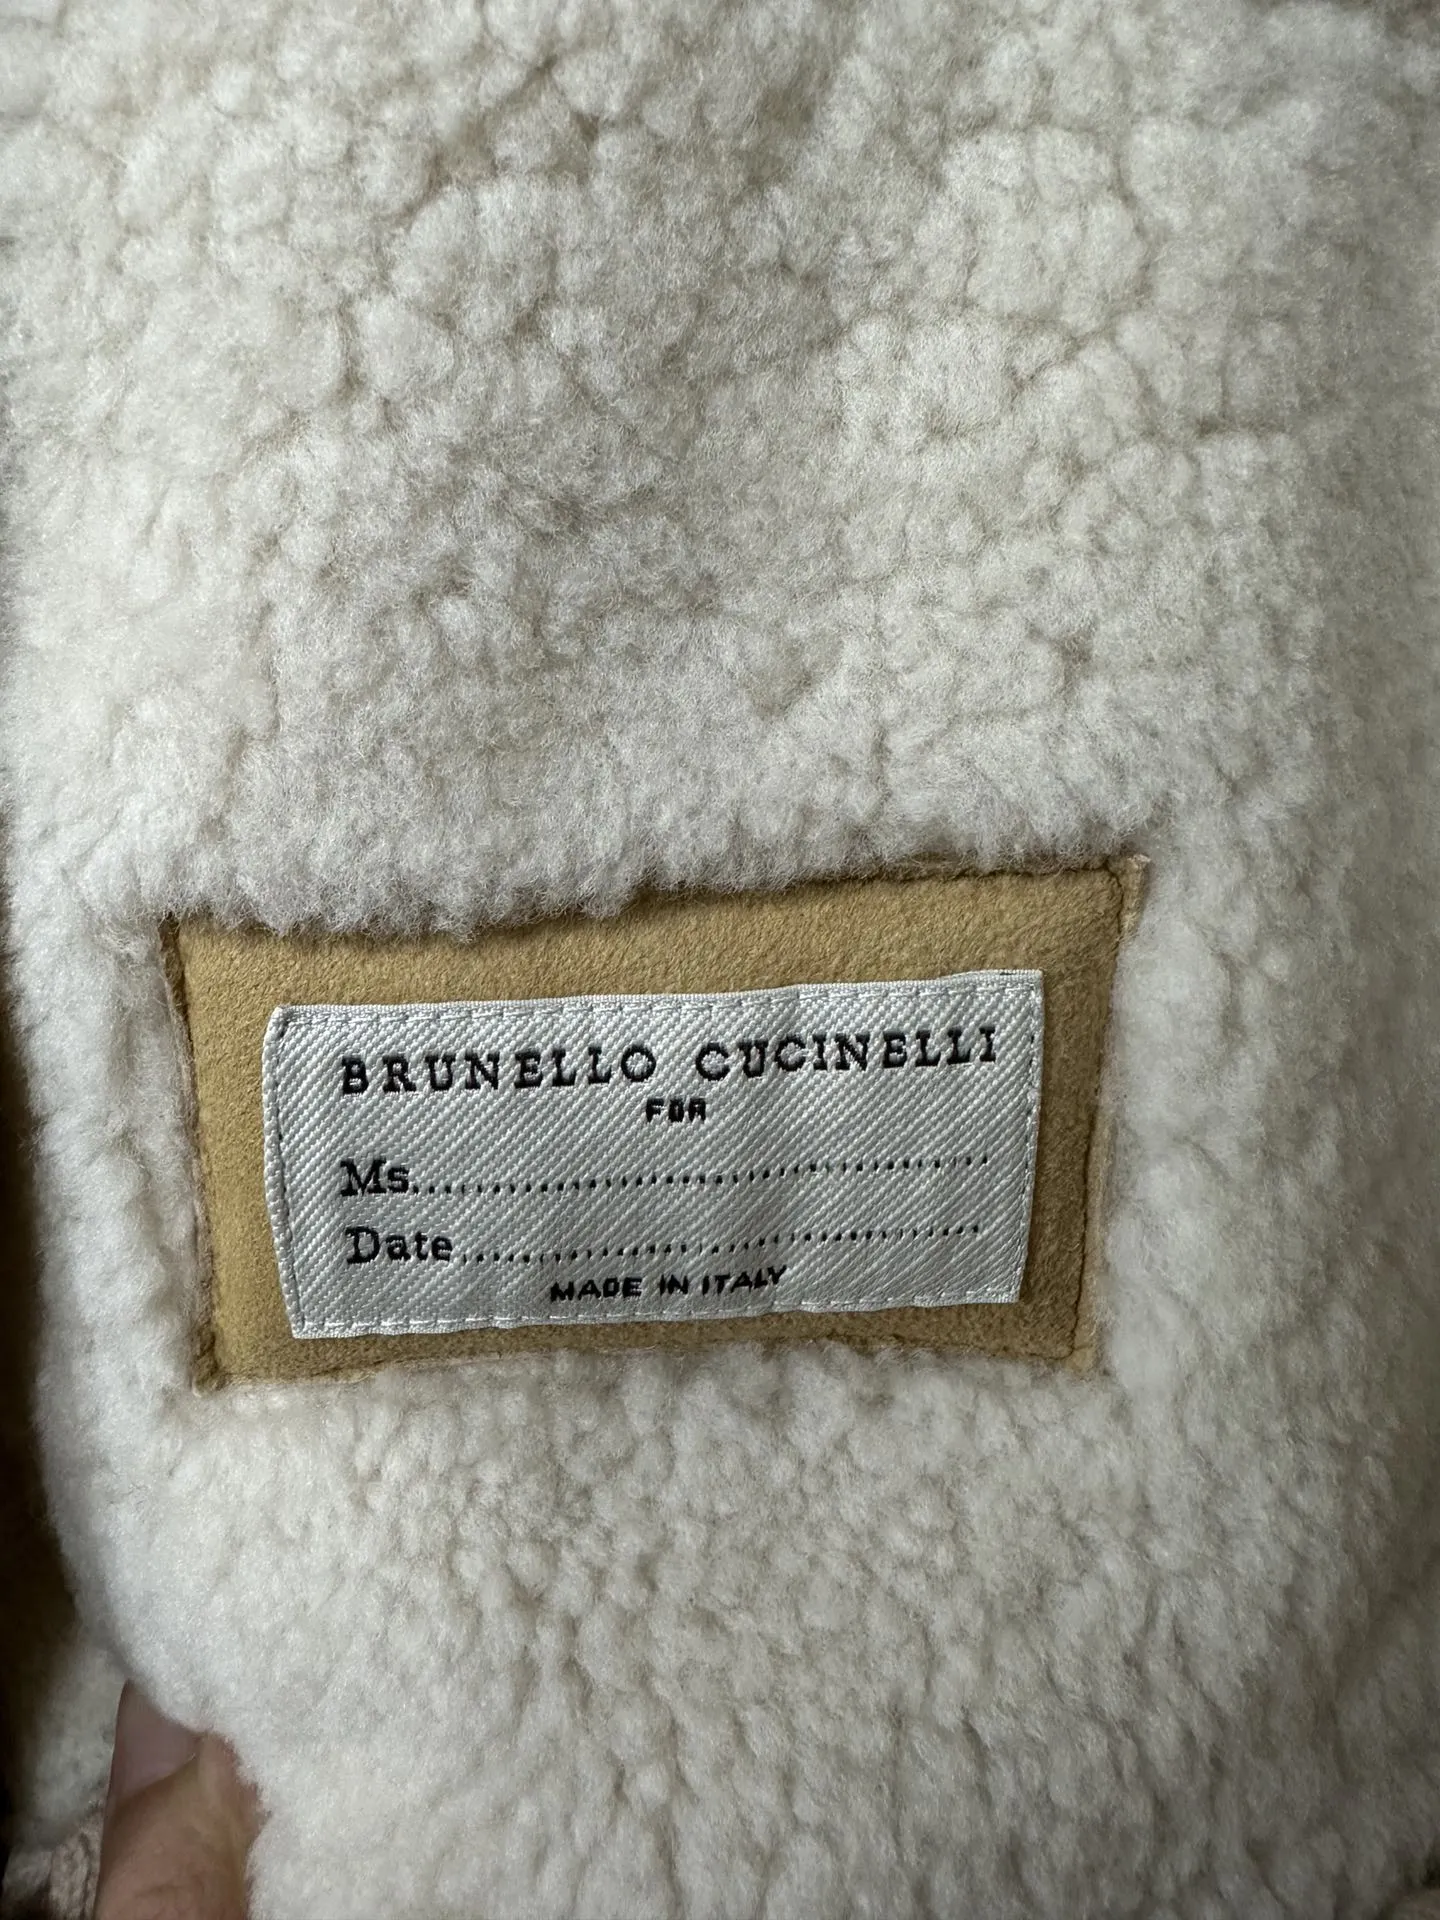 BRUNELLO CUCINELLI
FOR
Ms..............................................
Date..............................................
MADE IN ITALY